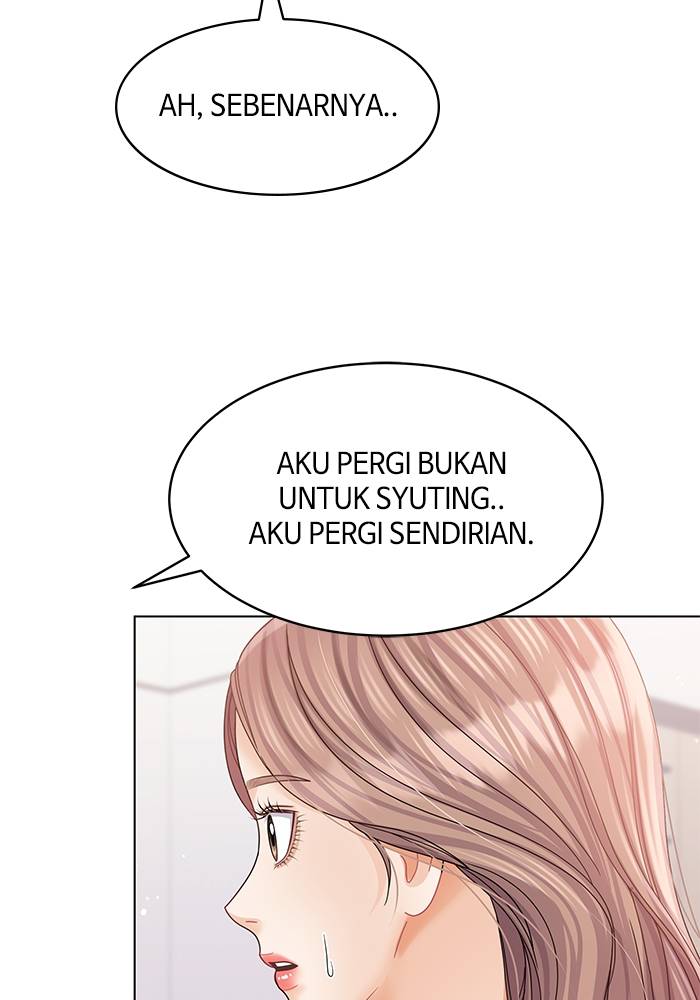 AH, SEBENARNYA..
AKU PERGI BUKAN
UNTUK SYUTING..
AKU PERGI SENDIRIAN.